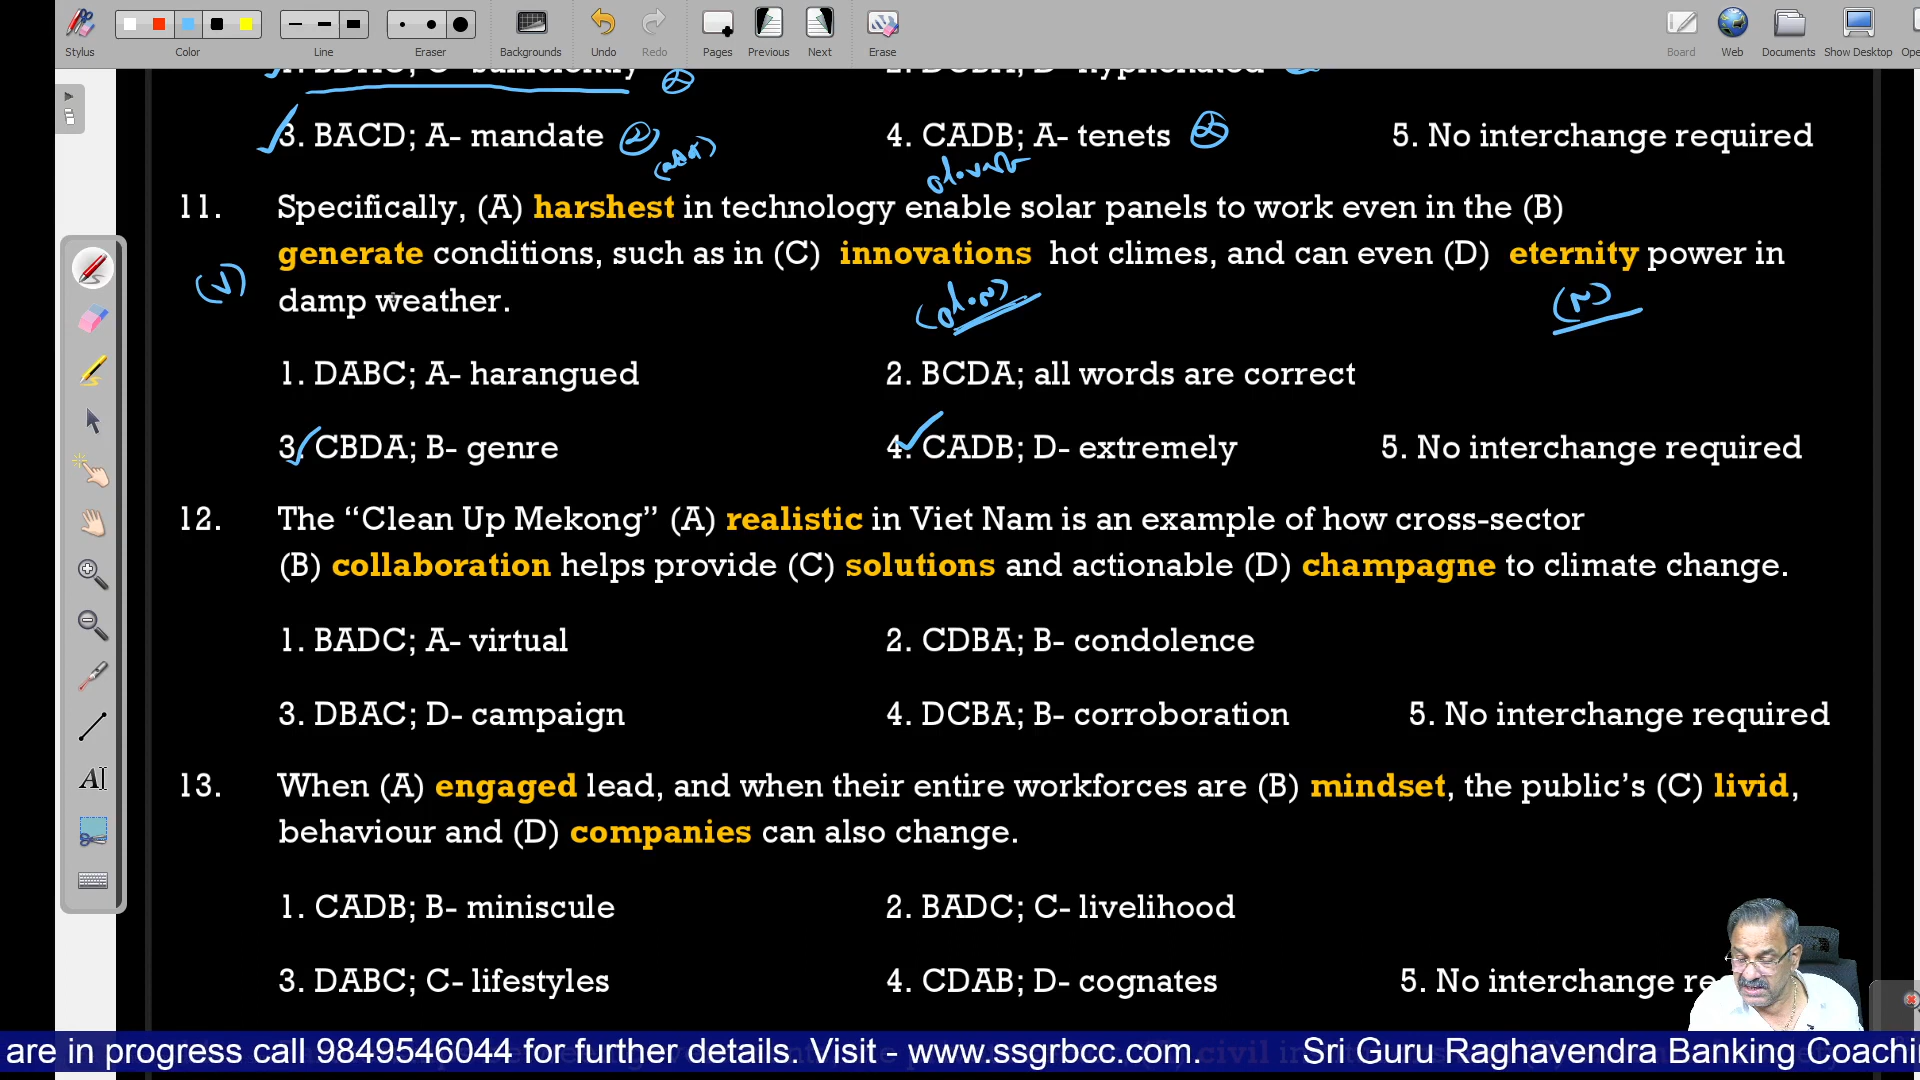 Stylus Color Line Eraser Backgrounds Undo Redo Pages Previous Next Erase Board Web Documents Show Desktop
3. BACD; A- mandate 4. CADB; A- tenets 5. No interchange required
11. Specifically, (A) harshest in technology enable solar panels to work even in the (B)
generate conditions, such as in (C) innovations hot climes, and can even (D) eternity power in
(V)
damp weather.
(N)
1. DABC; A- harangued 2. BCDA; all words are correct
3. CBDA; B- genre 4. CADB; D- extremely 5. No interchange required
12. The “Clean Up Mekong” (A) realistic in Viet Nam is an example of how cross-sector
(B) collaboration helps provide (C) solutions and actionable (D) champagne to climate change.
1. BADC; A- virtual 2. CDBA; B- condolence
3. DBAC; D- campaign 4. DCBA; B- corroboration 5. No interchange required
13. When (A) engaged lead, and when their entire workforces are (B) mindset, the public’s (C) livid,
behaviour and (D) companies can also change.
1. CADB; B- miniscule 2. BADC; C- livelihood
3. DABC; C- lifestyles 4. CDAB; D- cognates 5. No interchange
are in progress call 9849546044 for further details. Visit - www.ssgrbcc.com. Sri Guru Raghavendra Banking